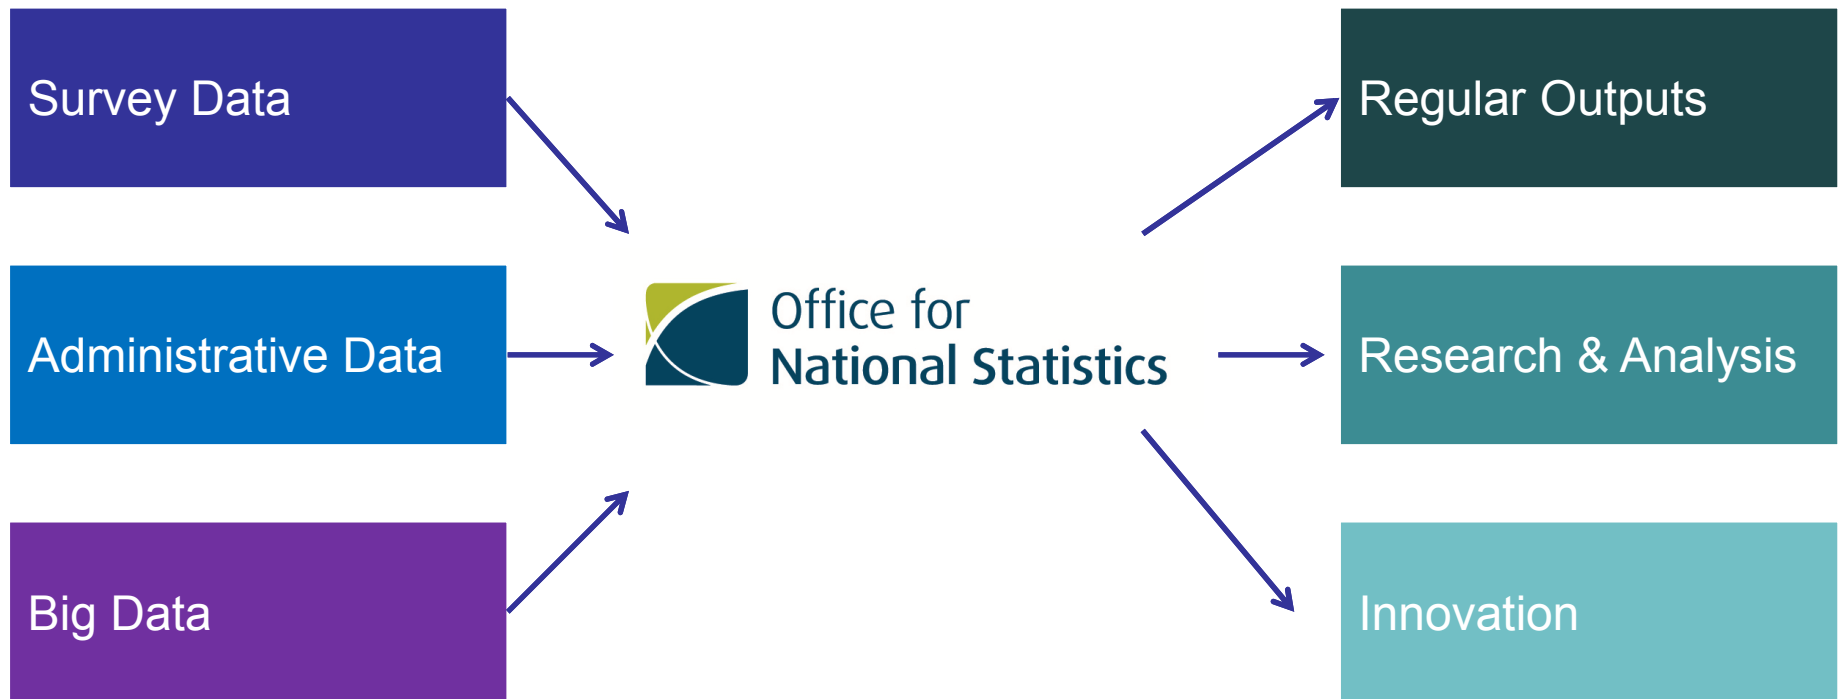 Survey Data
Administrative Data
Big Data
Office for
National Statistics
Regular Outputs
Research & Analysis
Innovation